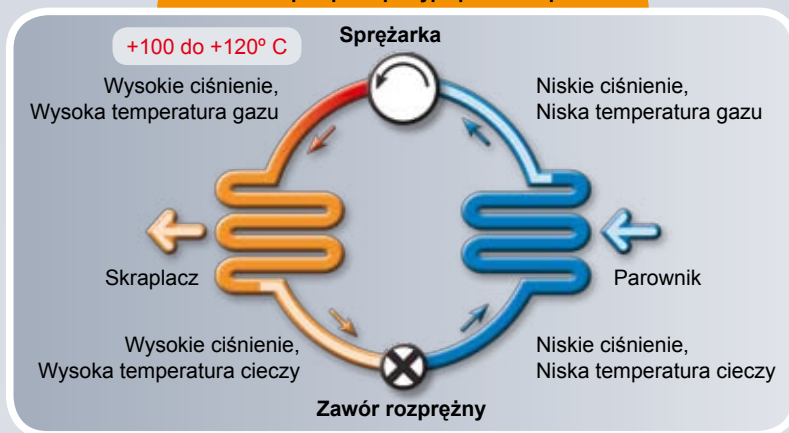 Sprężarka
+100 do +120º C
Wysokie ciśnienie,
Wysoka temperatura gazu
Niskie ciśnienie,
Niska temperatura gazu
Skraplacz
Parownik
Wysokie ciśnienie,
Wysoka temperatura cieczy
Niskie ciśnienie,
Niska temperatura cieczy
Zawór rozprężny